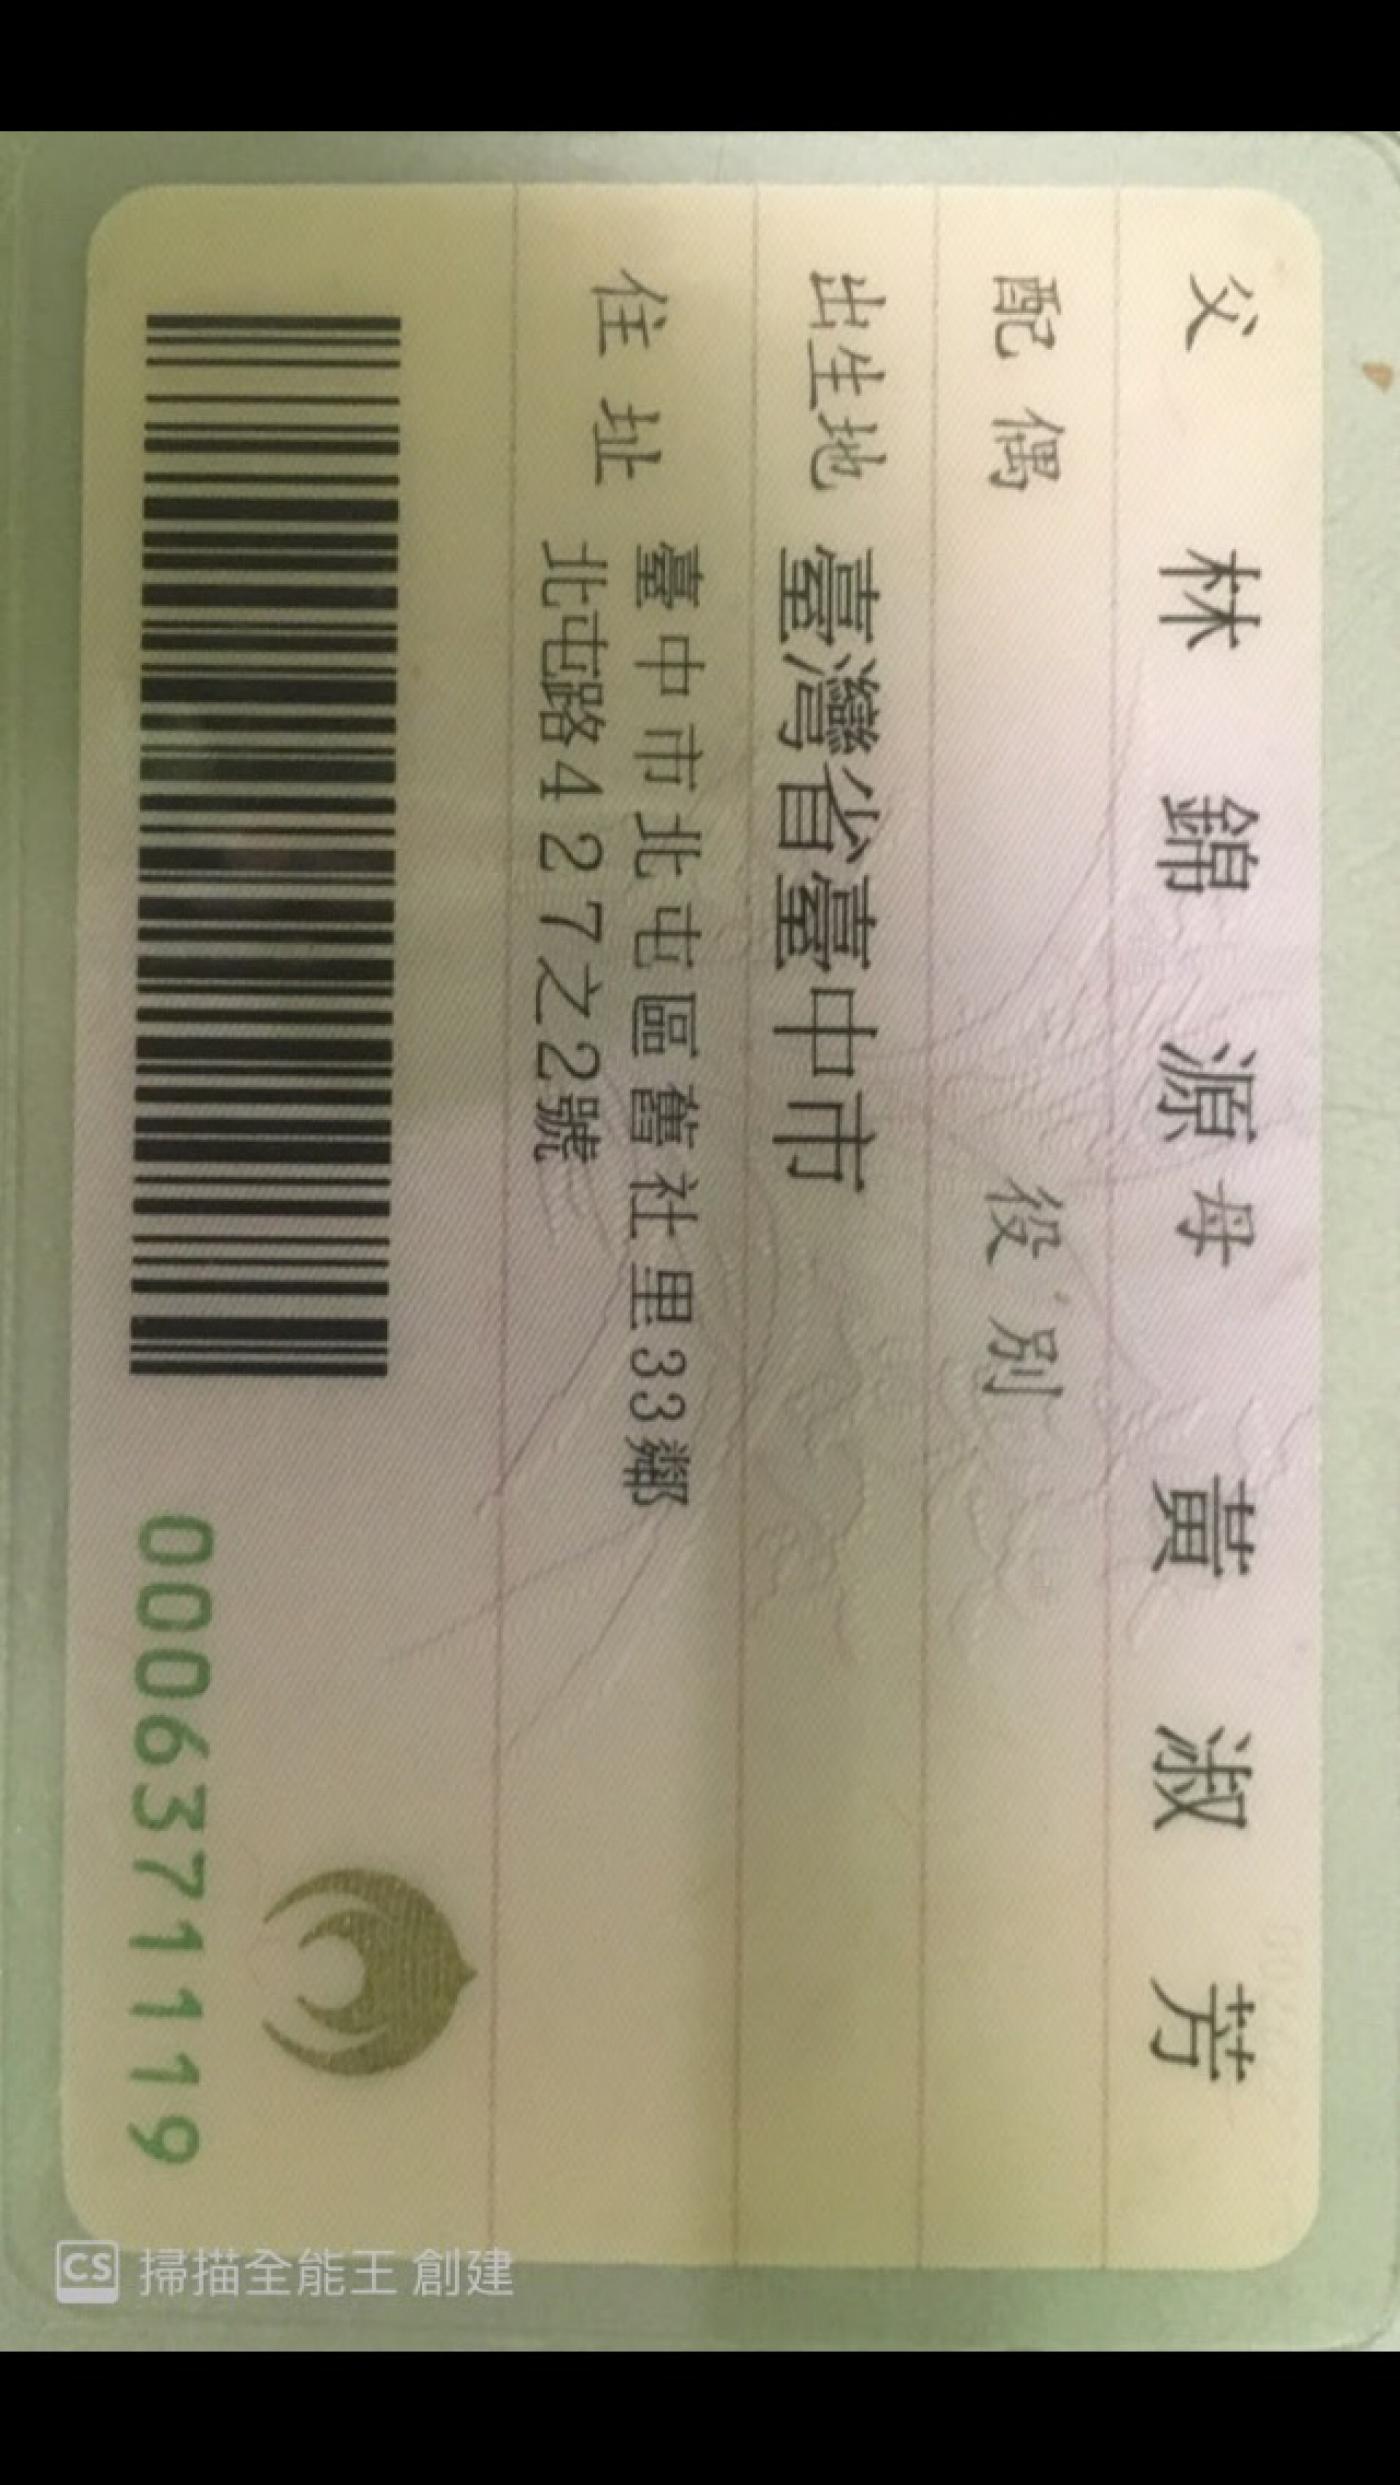 父 林錦源 母 黃淑芳
配偶 役別
出生地 臺灣省臺中市
住址 臺中市北屯區舊社里33鄰
北屯路427之2號
0006371119
CS 掃描全能王 創建